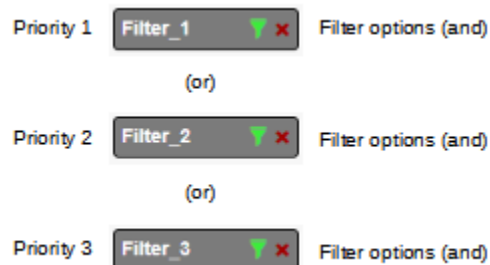 Priority 1 Filter_1 Filter options (and)
(or)
Priority 2 Filter_2 Filter options (and)
(or)
Priority 3 Filter_3 Filter options (and)